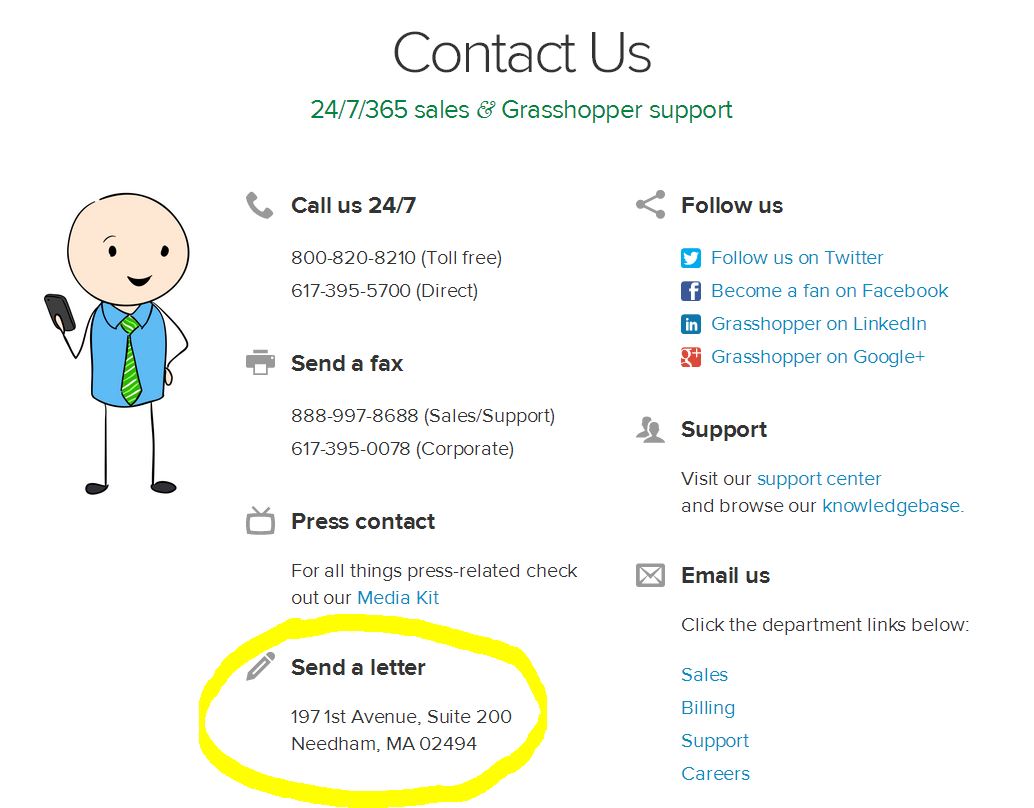 Contact Us
24/7/365 sales & Grasshopper support
Call us 24/7
800-820-8210 (Toll free)
617-395-5700 (Direct)
Send a fax
888-997-8688 (Sales/Support)
617-395-0078 (Corporate)
Press contact
For all things press-related check
out our Media Kit
Send a letter
197 1st Avenue, Suite 200
Needham, MA 02494
Follow us
Follow us on Twitter
Become a fan on Facebook
Grasshopper on LinkedIn
Grasshopper on Google+
Support
Visit our support center
and browse our knowledgebase.
Email us
Click the department links below:
Sales
Billing
Support
Careers